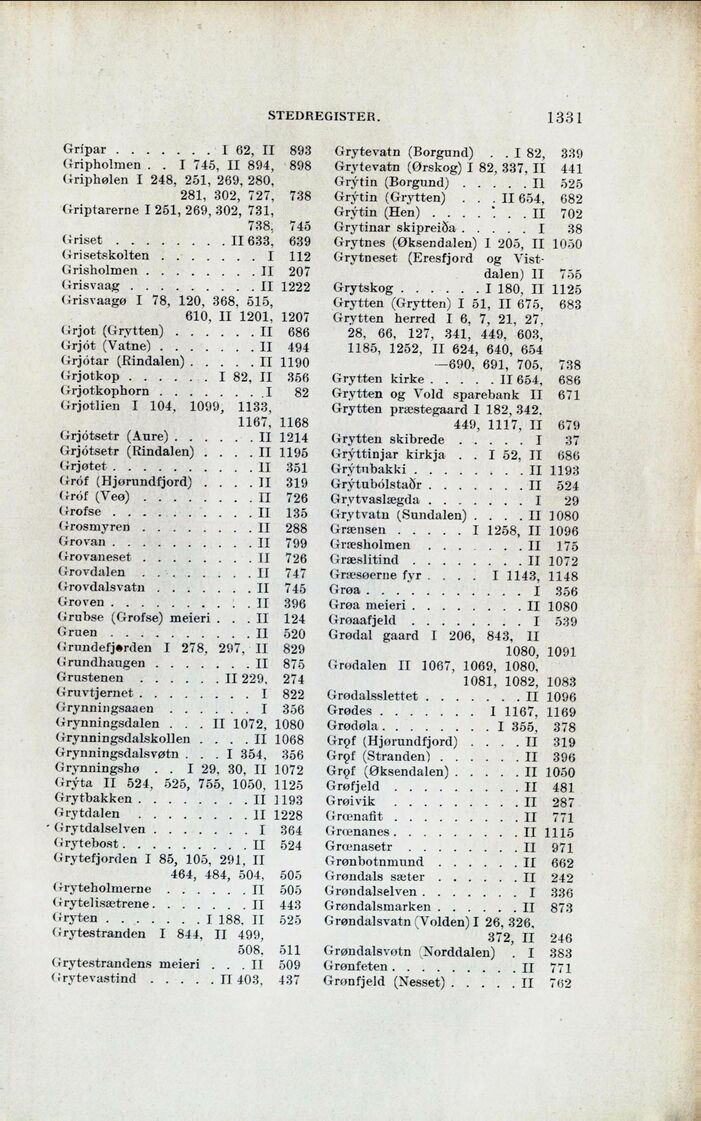 STEDREGISTER. 1331
Grípar . . . . . . . I 62, II 893
Gripholmen . . I 745, II 894, 898
Griphølen I 248, 251, 269, 280,
281, 302, 727, 738
Griptarerne I 251, 269, 302, 731,
738, 745
Griset . . . . . . . . II 633, 639
Grisetskolten . . . . . . . I 112
Grisholmen . . . . . . . . II 207
Grisvaag . . . . . . . . . II 1222
Grisvaagø I 78, 120, 368, 515,
610, II 1201, 1207
Grjot (Grytten) . . . . . . II 686
Grjót (Vatne) . . . . . . . II 494
Grjótar (Rindalen) . . . . . II 1190
Grjotkop . . . . . . I 82, II 356
Grjotkophorn . . . . . . . . I 82
Grjotlien I 104, 1099, 1133,
1167, 1168
Grjótsetr (Aure) . . . . . . II 1214
Grjótsetr (Rindalen) . . . . II 1195
Grjøtet . . . . . . . . . . II 351
Gróf (Hjørundfjord) . . . . II 319
Gróf (Veø) . . . . . . . . II 726
Grofse . . . . . . . . . . II 135
Grosmyren . . . . . . . . II 288
Grovan . . . . . . . . . . II 799
Grovaneset . . . . . . . . II 726
Grovdalen . . . . . . . . II 747
Grovdalsvatn . . . . . . . II 745
Groven . . . . . . . . . . II 396
Grubse (Grofse) meieri . . . II 124
Gruen . . . . . . . . . . II 520
Grundefjorden I 278, 297, II 829
Grundhaugen . . . . . . . II 875
Grustenen . . . . . . II 229, 274
Gruvtjernet . . . . . . . . I 822
Grynningsaaen . . . . . . I 356
Grynningsdalen . . . II 1072, 1080
Grynningsdalskollen . . . . II 1068
Grynningsdalsvøtn . . . I 354, 356
Grynningshø . . I 29, 30, II 1072
Grýta II 524, 525, 755, 1050, 1125
Grytbakken . . . . . . . . II 1193
Grytdalen . . . . . . . . II 1228
Grytdalselven . . . . . . . I 364
Grytebost . . . . . . . . . II 524
Grytefjorden I 85, 105, 291, II
464, 484, 504, 505
Gryteholmerne . . . . . . II 505
Grytelisætrene . . . . . . . II 443
Gryten . . . . . . . I 188, II 525
Grytestranden I 844, II 499,
508, 511
Grytestrandens meieri . . . II 509
Grytevastind . . . . . II 403, 437
Grytevatn (Borgund) . . I 82, 339
Grytevatn (Ørskog) I 82, 337, II 441
Grýtin (Borgund) . . . . . II 525
Grýtin (Grytten) . . . II 654, 682
Grýtin (Hen) . . . . . . . II 702
Grytinar skipreiða . . . . . I 38
Grytnes (Øksendalen) I 205, II 1050
Grytneset (Eresfjord og Vist-
dalen) II 755
Grytskog . . . . . . I 180, II 1125
Grytten (Grytten) I 51, II 675, 683
Grytten herred I 6, 7, 21, 27,
28, 66, 127, 341, 449, 603,
1185, 1252, II 624, 640, 654
—690, 691, 705, 738
Grytten kirke . . . . . II 654, 686
Grytten og Vold sparebank II 671
Grytten præstegaard I 182, 342,
449, 1117, II 679
Grytten skibrede . . . . . I 37
Grýttinjar kirkja . . I 52, II 686
Grýtubakki . . . . . . . . II 1193
Grýtubólstaðr . . . . . . . II 524
Grytvaslægda . . . . . . . I 29
Grytvatn (Sundalen) . . . . II 1080
Grænsen . . . . . I 1258, II 1096
Græsholmen . . . . . . . II 175
Græslitind . . . . . . . . II 1072
Græsøerne fyr . . . . I 1143, 1148
Grøa . . . . . . . . . . . I 356
Grøa meieri . . . . . . . . II 1080
Grøaafjeld . . . . . . . . I 539
Grødal gaard I 206, 843, II
1080, 1091
Grødalen II 1067, 1069, 1080,
1081, 1082, 1083
Grødalsslettet . . . . . . . II 1096
Grødes . . . . . . . I 1167, 1169
Grødøla . . . . . . . . I 355, 378
Grǫf (Hjørundfjord) . . . . II 319
Grǫf (Stranden) . . . . . . II 396
Grǫf (Øksendalen) . . . . . II 1050
Grøfjeld . . . . . . . . . II 481
Grøivik . . . . . . . . . II 287
Grœnafit . . . . . . . . . II 771
Grœnanes . . . . . . . . . II 1115
Grœnasetr . . . . . . . . II 971
Grønbotnmund . . . . . . II 662
Grøndals sæter . . . . . . II 242
Grøndalselven . . . . . . . I 336
Grøndalsmarken . . . . . . II 873
Grøndalsvatn (Volden) I 26, 326,
372, II 246
Grøndalsvøtn (Norddalen) . I 383
Grønfeten . . . . . . . . . II 771
Grønfjeld (Nesset) . . . . . II 762